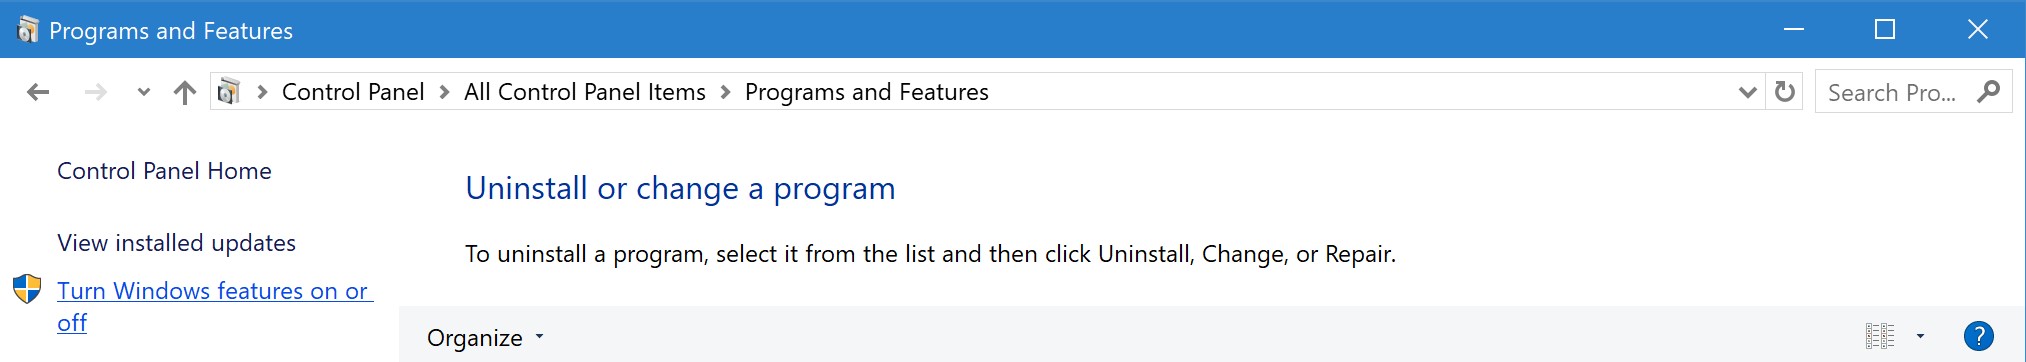 Programs and Features
Control Panel > All Control Panel Items > Programs and Features
Search Pro...
Control Panel Home
Uninstall or change a program
View installed updates
To uninstall a program, select it from the list and then click Uninstall, Change, or Repair.
Turn Windows features on or
off
Organize
?